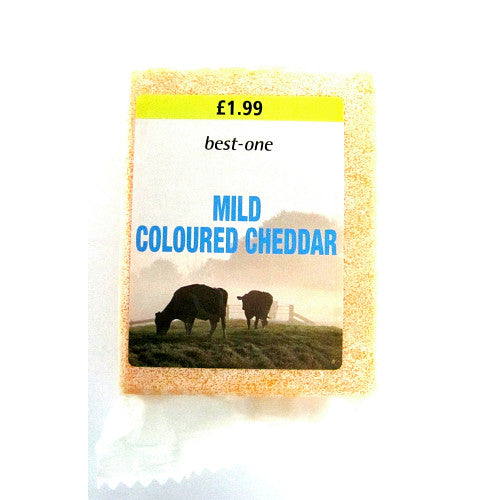 £1.99
best-one
MILD
COLOURED CHEDDAR